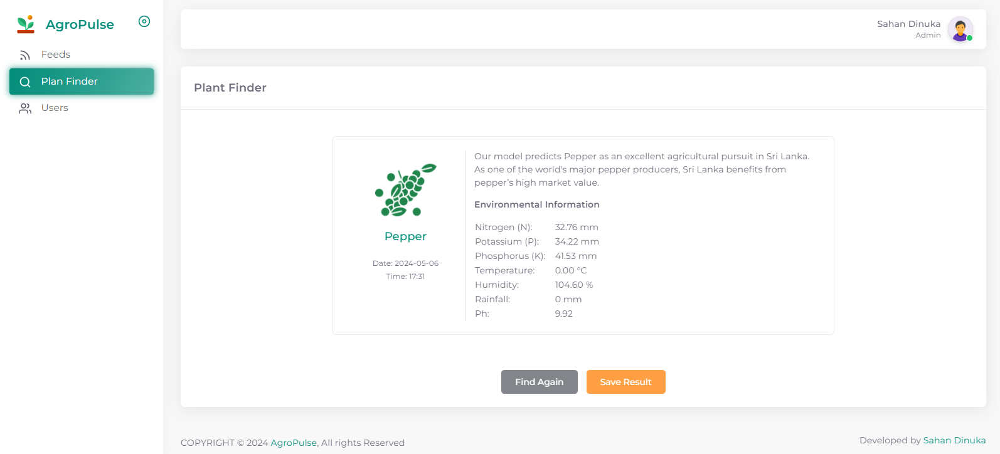 AgroPulse
Feeds
Plan Finder
Users
Sahan Dinuka
Admin
Plant Finder
Pepper
Date: 2024-05-06
Time: 17:31
Our model predicts Pepper as an excellent agricultural pursuit in Sri Lanka.
As one of the world's major pepper producers, Sri Lanka benefits from
pepper’s high market value.
Environmental Information
Nitrogen (N): 32.76 mm
Potassium (P): 34.22 mm
Phosphorus (K): 41.53 mm
Temperature: 0.00 °C
Humidity: 104.60 %
Rainfall: 0 mm
Ph: 9.92
Find Again
Save Result
COPYRIGHT © 2024 AgroPulse, All rights Reserved
Developed by Sahan Dinuka